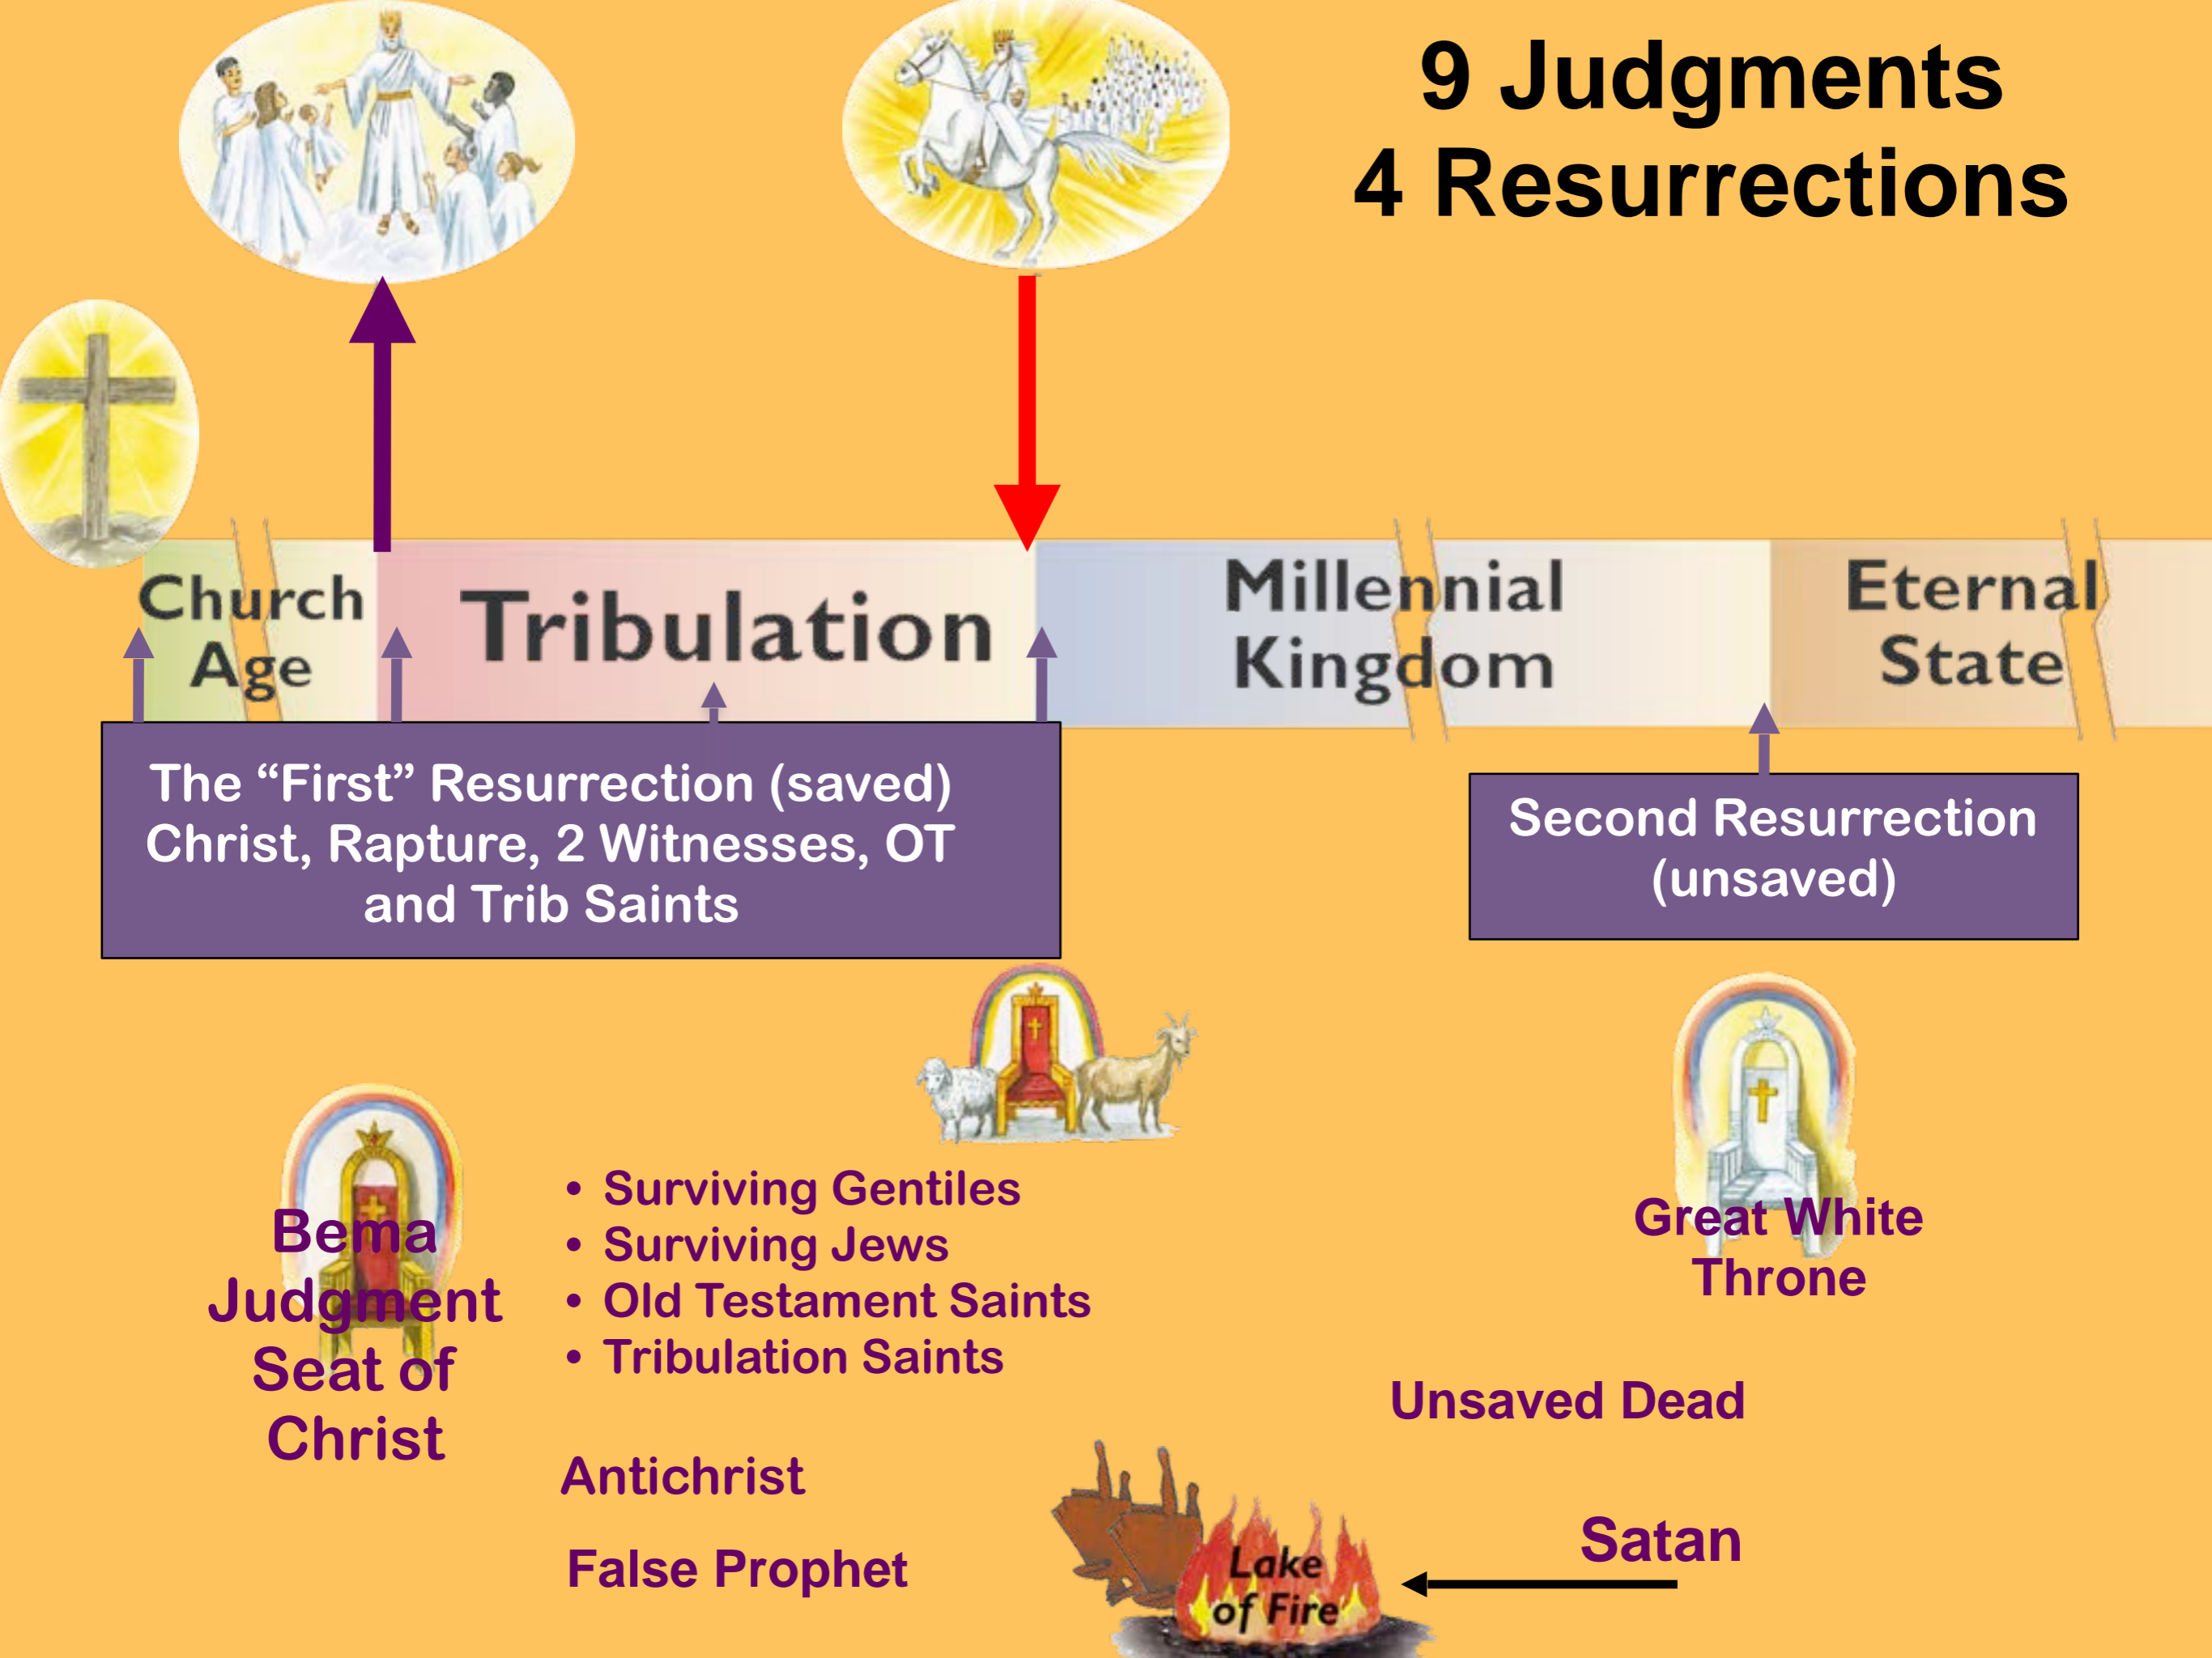 9 Judgments
4 Resurrections
Church
Age
Tribulation
Millennial
Kingdom
Eternal
State
The “First” Resurrection (saved)
Christ, Rapture, 2 Witnesses, OT
and Trib Saints
Second Resurrection
(unsaved)
Bema
Judgment
Seat of
Christ
• Surviving Gentiles
• Surviving Jews
• Old Testament Saints
• Tribulation Saints
Antichrist
False Prophet
Great White
Throne
Unsaved Dead
Satan
Lake
of Fire